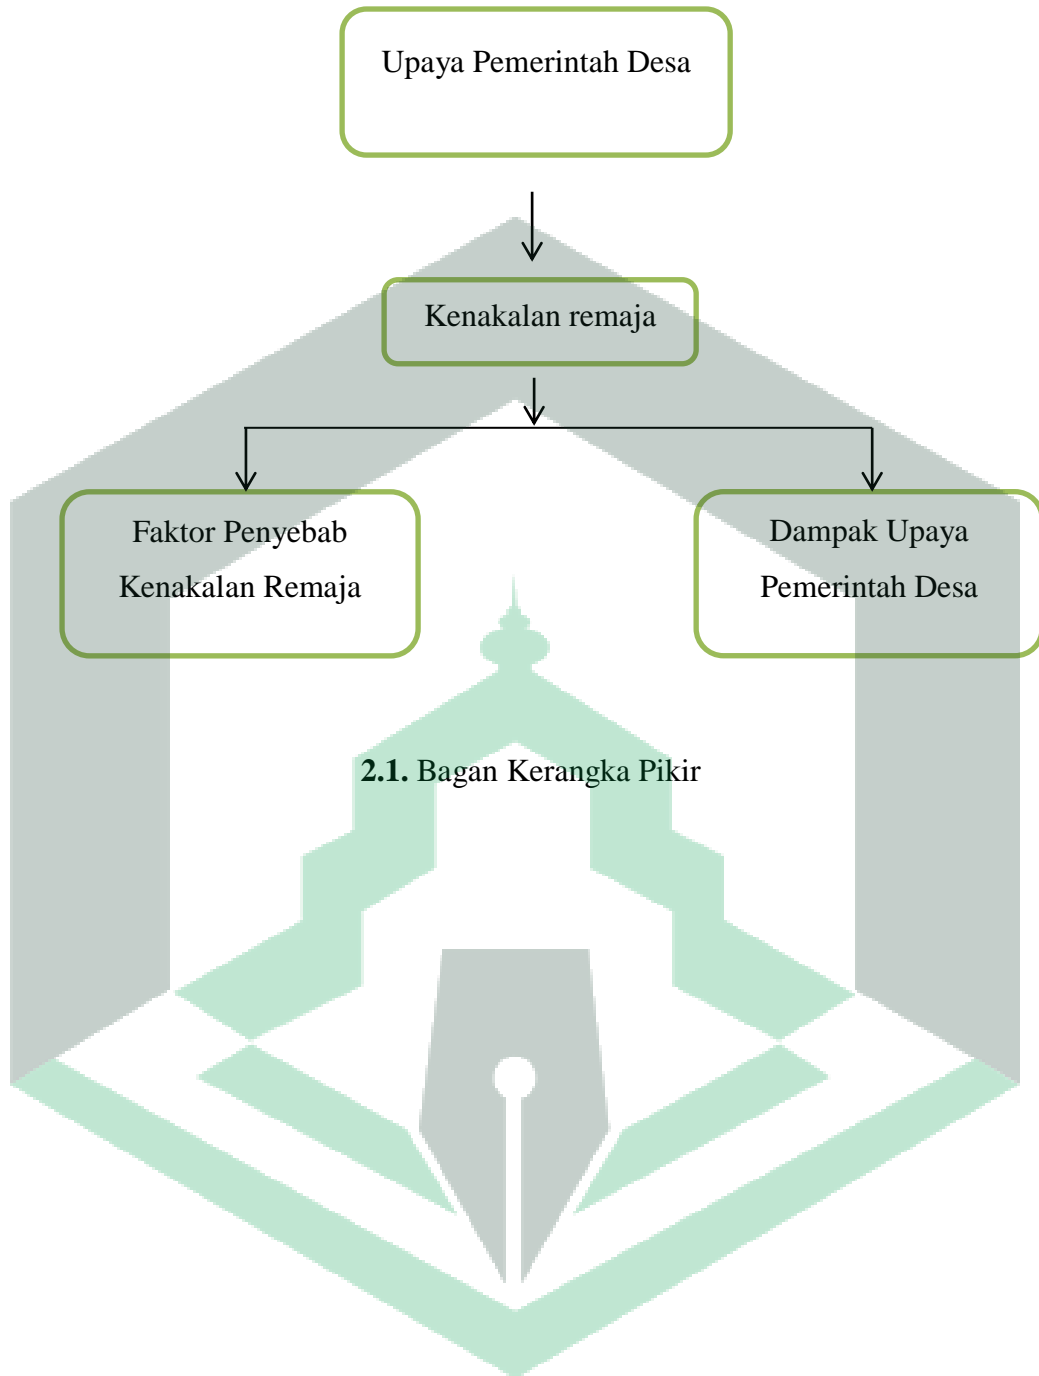 Upaya Pemerintah Desa
Kenakalan remaja
Faktor Penyebab
Kenakalan Remaja
Dampak Upaya
Pemerintah Desa
2.1. Bagan Kerangka Pikir